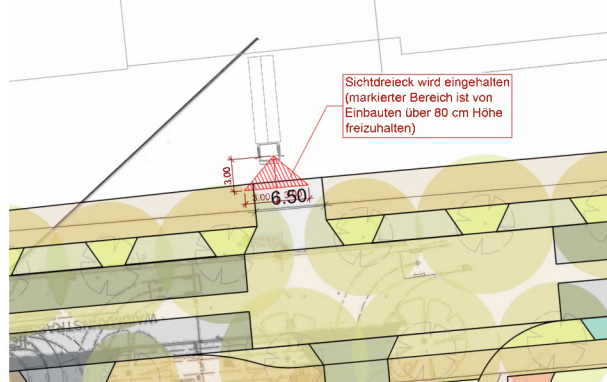 Sichtdreieck wird eingehalten
(markierter Bereich ist von
Einbauten über 80 cm Höhe
freizuhalten)
3.00
3.00
6.50